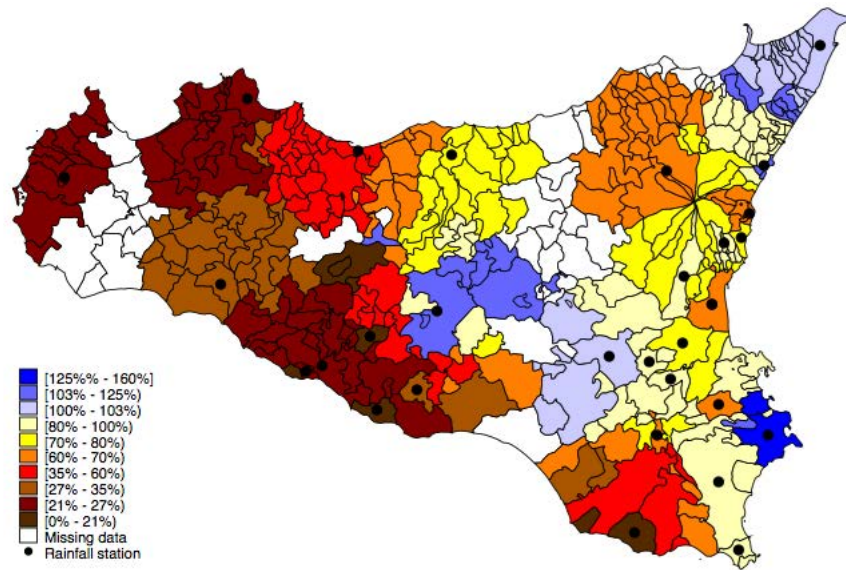 [125%% - 160%]
[103% - 125%)
[100% - 103%)
[80% - 100%)
[70% - 80%)
[60% - 70%)
[35% - 60%)
[27% - 35%)
[21% - 27%)
[0% - 21%)
Missing data
Rainfall station